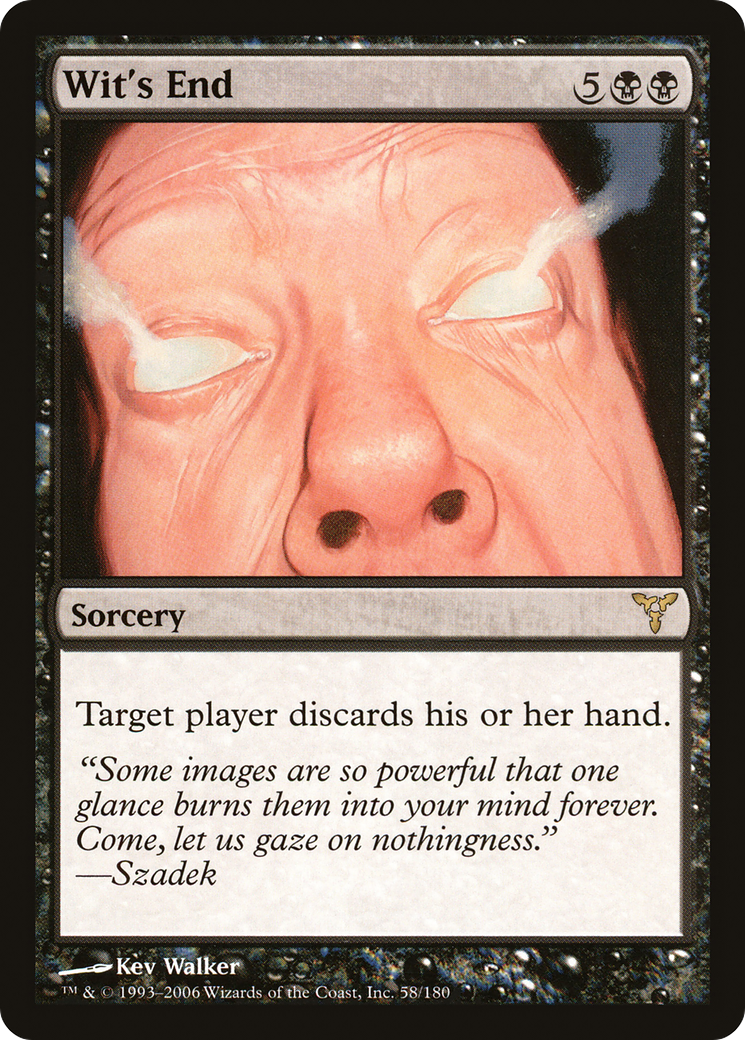 Wit's End
5
Sorcery
Target player discards his or her hand.
“Some images are so powerful that one
glance burns them into your mind forever.
Come, let us gaze on nothingness.”
—Szadek
Kev Walker
™ & © 1993–2006 Wizards of the Coast, Inc. 58/180